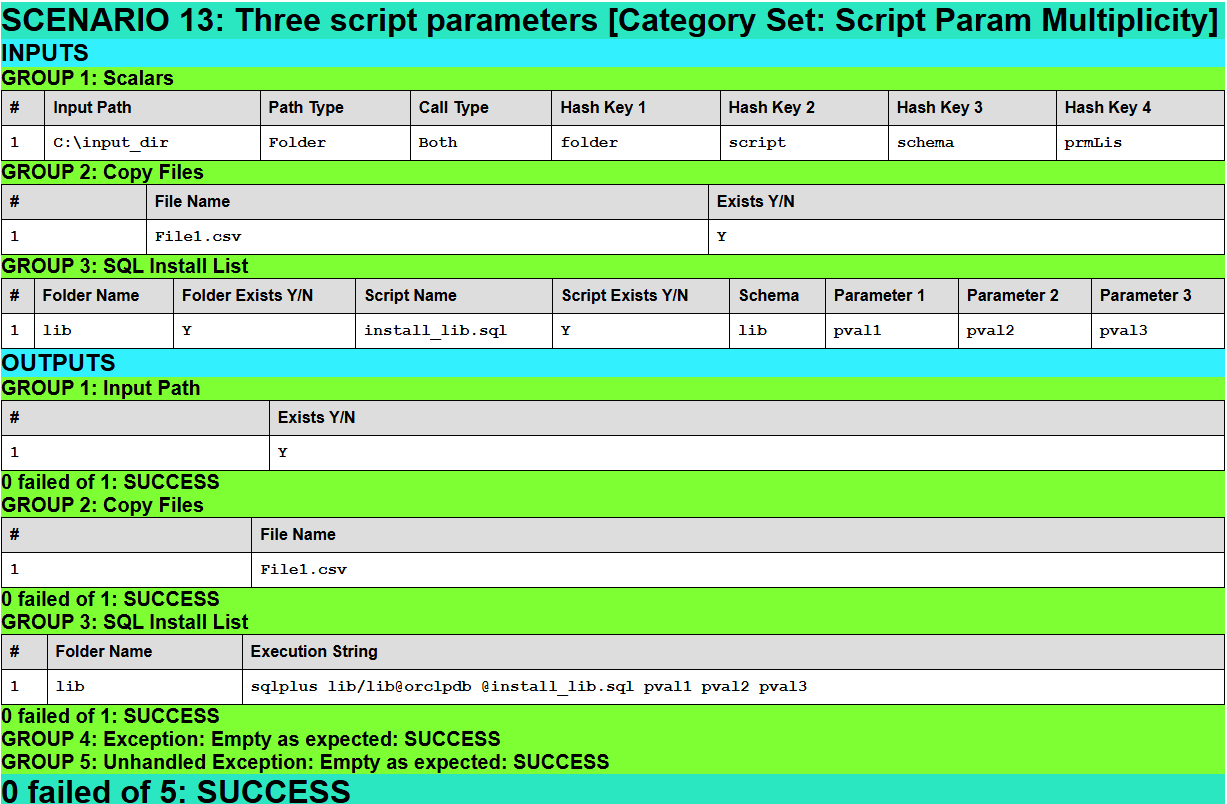 SCENARIO 13: Three script parameters [Category Set: Script Param Multiplicity]
INPUTS
GROUP 1: Scalars
# Input Path Path Type Call Type Hash Key 1 Hash Key 2 Hash Key 3 Hash Key 4
1 C:\input_dir Folder Both folder script schema prmLis
GROUP 2: Copy Files
# File Name Exists Y/N
1 File1.csv Y
GROUP 3: SQL Install List
# Folder Name Folder Exists Y/N Script Name Script Exists Y/N Schema Parameter 1 Parameter 2 Parameter 3
1 lib Y install_lib.sql Y lib pval1 pval2 pval3
OUTPUTS
GROUP 1: Input Path
# Exists Y/N
1 Y
0 failed of 1: SUCCESS
GROUP 2: Copy Files
# File Name
1 File1.csv
0 failed of 1: SUCCESS
GROUP 3: SQL Install List
# Folder Name Execution String
1 lib sqlplus lib/lib@orclpdb @install_lib.sql pval1 pval2 pval3
0 failed of 1: SUCCESS
GROUP 4: Exception: Empty as expected: SUCCESS
GROUP 5: Unhandled Exception: Empty as expected: SUCCESS
0 failed of 5: SUCCESS